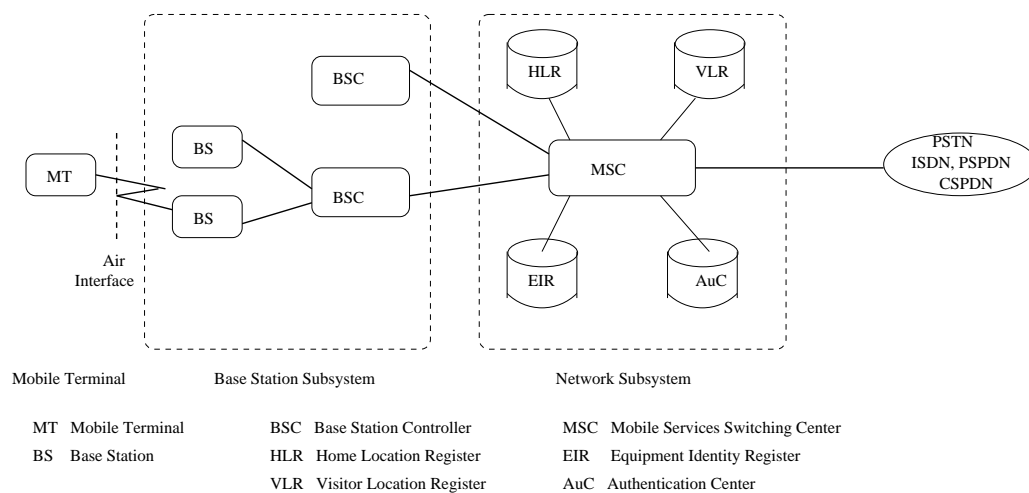 BSC
HLR
VLR
BS
MT
MSC
PSTN
ISDN, PSPDN
CSPDN
BSC
BS
Air
Interface
EIR
AuC
Mobile Terminal
Base Station Subsystem
Network Subsystem
MT Mobile Terminal
BSC Base Station Controller
MSC Mobile Services Switching Center
BS Base Station
HLR Home Location Register
EIR Equipment Identity Register
VLR Visitor Location Register
AuC Authentication Center